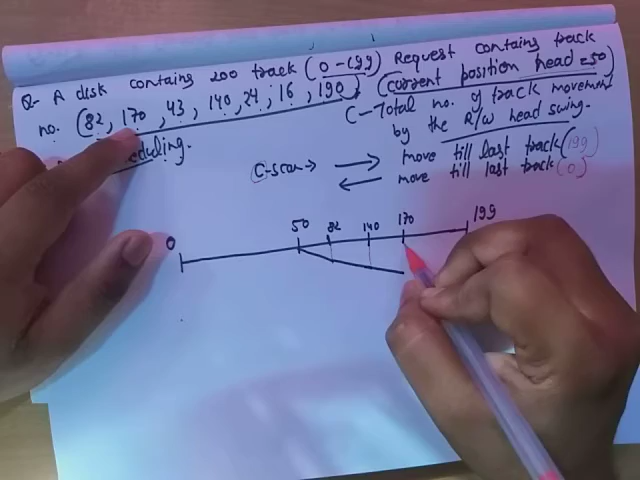 Q- A disk contains 200 track (0-199) Request contains track
no. (82, 170, 43, 140, 24, 16, 190), (current position head = 50)
C-Total no. of track movement
by the R/W head swing.
C-scan → → move till last track (199)
← move till last track (0)
0 50 82 140 170 199